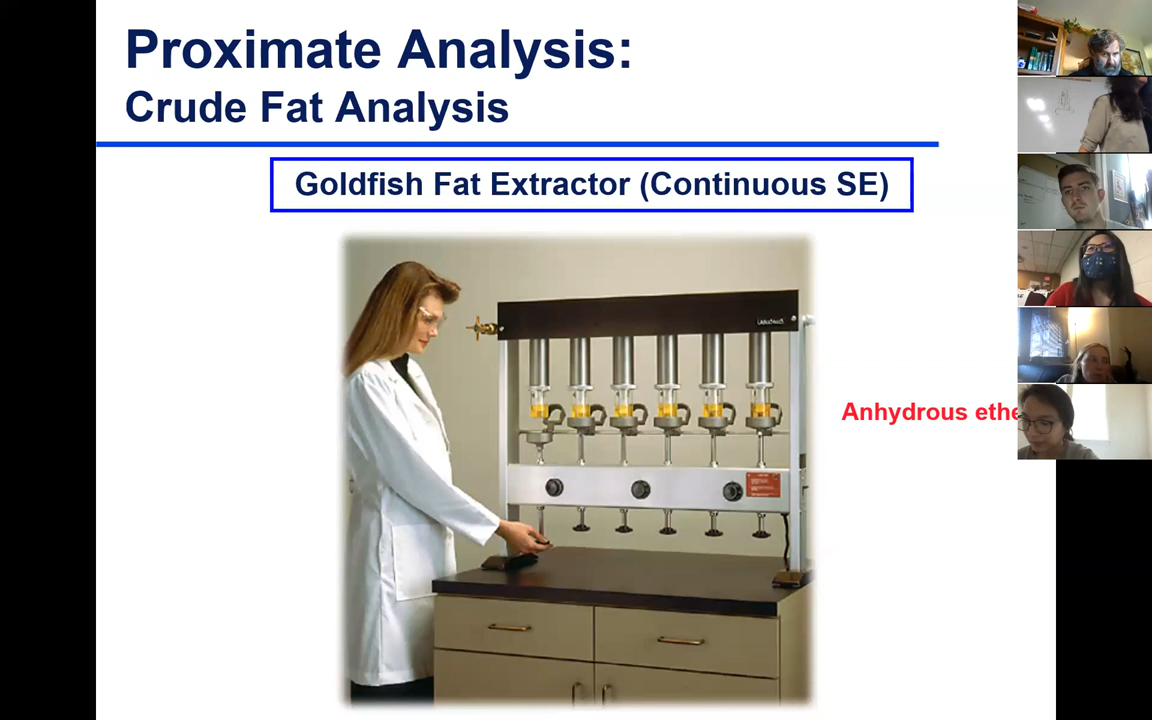 Proximate Analysis:
Crude Fat Analysis
Goldfish Fat Extractor (Continuous SE)
Anhydrous ethe